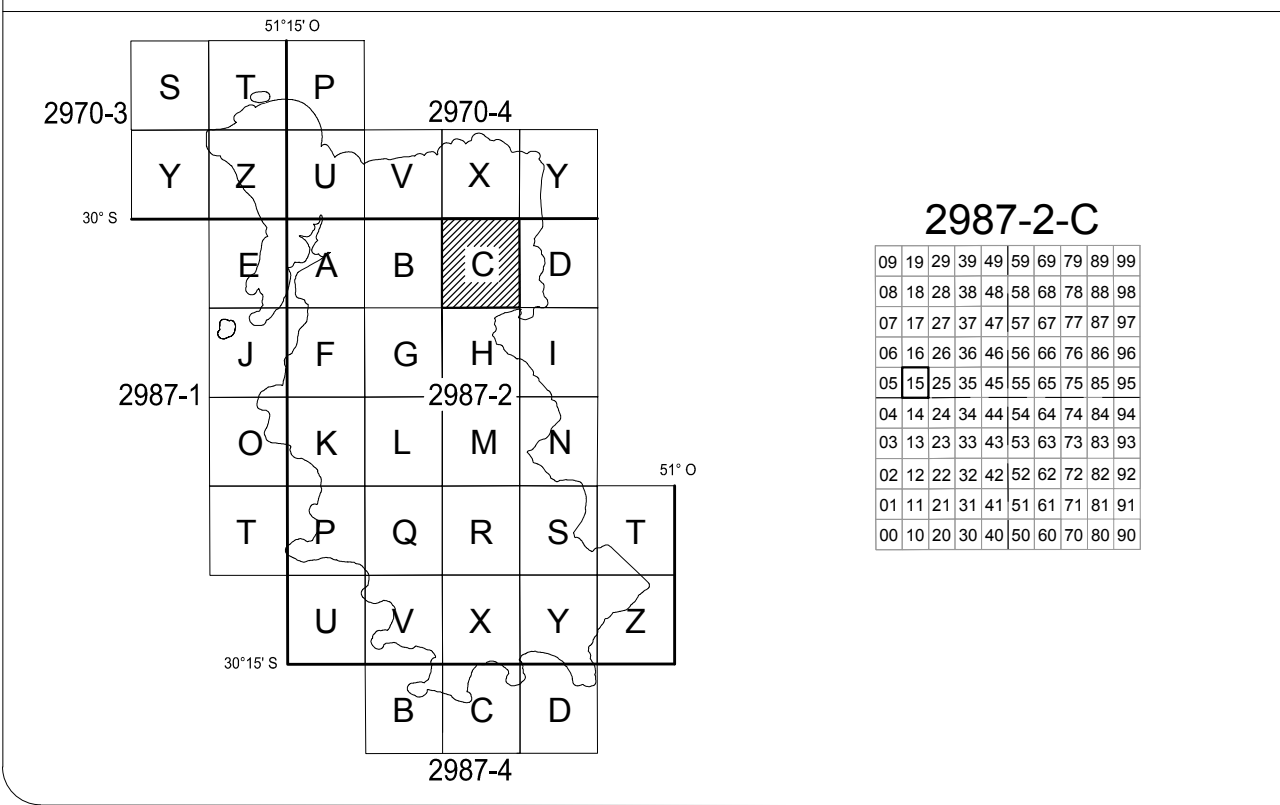 51°15' O
S T P
2970-3 2970-4
Y Z U V X Y
30° S
E A B C D
J F G H I
2987-1 2987-2
O K L M N
51° O
T P Q R S T
U V X Y Z
30°15' S
B C D
2987-4
2987-2-C
09 19 29 39 49 59 69 79 89 99
08 18 28 38 48 58 68 78 88 98
07 17 27 37 47 57 67 77 87 97
06 16 26 36 46 56 66 76 86 96
05 15 25 35 45 55 65 75 85 95
04 14 24 34 44 54 64 74 84 94
03 13 23 33 43 53 63 73 83 93
02 12 22 32 42 52 62 72 82 92
01 11 21 31 41 51 61 71 81 91
00 10 20 30 40 50 60 70 80 90